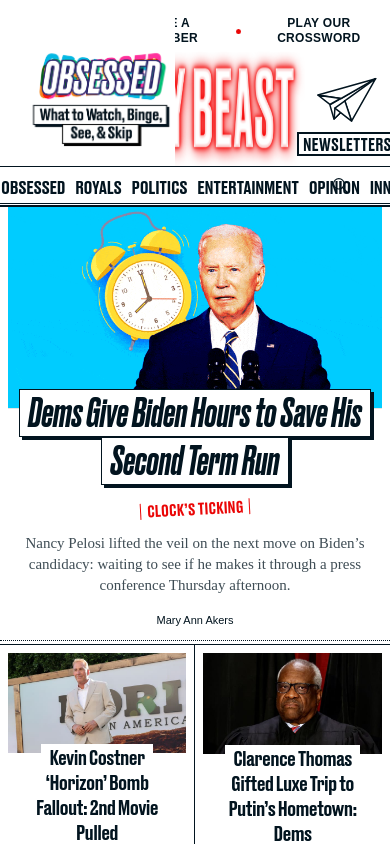 PLAY OUR
CROSSWORD
OBSESSED
What to Watch, Binge,
See, & Skip
BEAST
NEWSLETTERS
OBSESSED ROYALS POLITICS ENTERTAINMENT OPINION INN
Dems Give Biden Hours to Save His
Second Term Run
CLOCK'S TICKING
Nancy Pelosi lifted the veil on the next move on Biden’s
candidacy: waiting to see if he makes it through a press
conference Thursday afternoon.
Mary Ann Akers
Kevin Costner
‘Horizon’ Bomb
Fallout: 2nd Movie
Pulled
Clarence Thomas
Gifted Luxe Trip to
Putin’s Hometown:
Dems